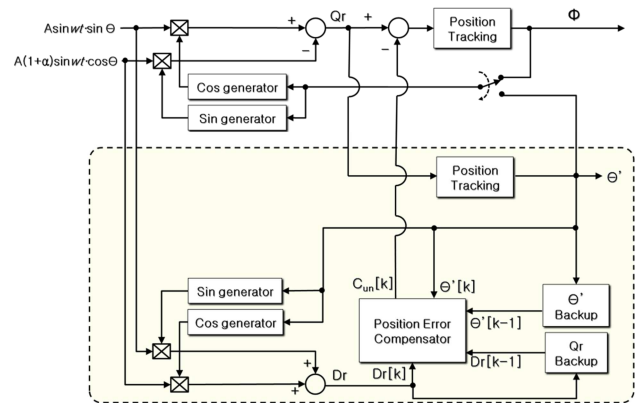 Asinwt·sin Θ
Qr
Position
Tracking
Φ
A(1+α)sinwt·cosΘ
Cos generator
Sin generator
Position
Tracking
Θ'
Cun[k]
Θ'[k]
Sin generator
Cos generator
Position Error
Compensator
Θ'[k-1]
Θ'
Backup
Dr[k-1]
Qr
Backup
Dr
Dr[k]
+
−
+
−
+
+